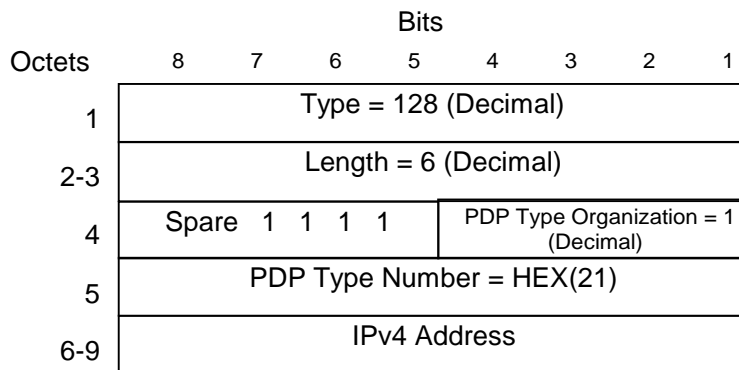 Bits
Octets 8 7 6 5 4 3 2 1
1 Type = 128 (Decimal)
2-3 Length = 6 (Decimal)
4 Spare 1 1 1 1 PDP Type Organization = 1
(Decimal)
5 PDP Type Number = HEX(21)
6-9 IPv4 Address